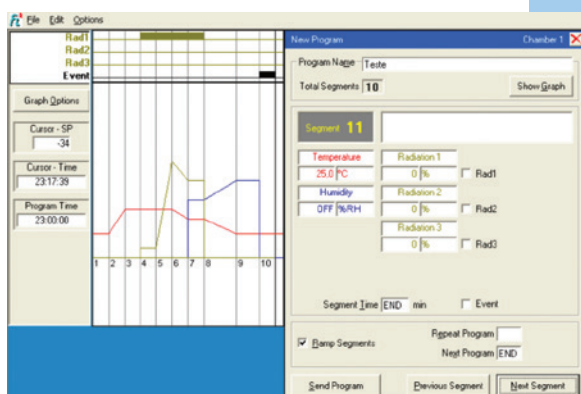 File Edit Options
Rad1
Rad2
Rad3
Event
Graph Options
Cursor - SP
-34
Cursor - Time
23:17:39
Program Time
23:00:00
1 2 3 4 5 6 7 8 9 10
New Program Chamber 1
Program Name Teste
Total Segments 10 Show Graph
Segment 11
Temperature Radiation 1
25,0 °C 0 % Rad1
Humidity Radiation 2
OFF %RH 0 % Rad2
Radiation 3
0 % Rad3
Segment Time END min Event
Ramp Segments Repeat Program
Next Program END
Send Program Previous Segment Next Segment